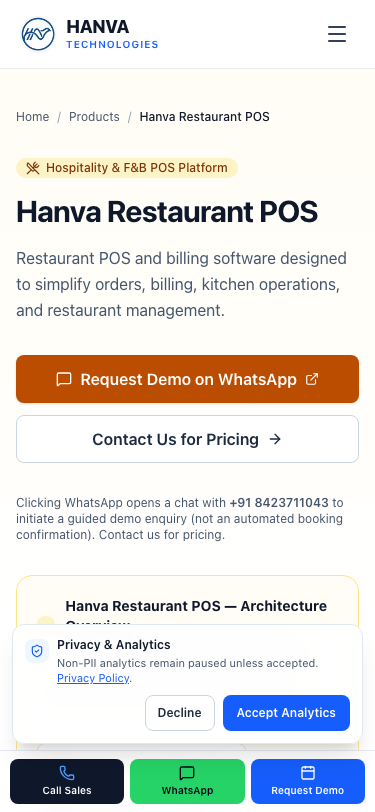 HANVA
TECHNOLOGIES
Home / Products / Hanva Restaurant POS
Hospitality & F&B POS Platform
Hanva Restaurant POS
Restaurant POS and billing software designed
to simplify orders, billing, kitchen operations,
and restaurant management.
Request Demo on WhatsApp
Contact Us for Pricing
Clicking WhatsApp opens a chat with +91 8423711043 to
initiate a guided demo enquiry (not an automated booking
confirmation). Contact us for pricing.
Hanva Restaurant POS — Architecture
Overview
Privacy & Analytics
Non-PII analytics remain paused unless accepted.
Privacy Policy.
Decline
Accept Analytics
Call Sales
WhatsApp
Request Demo